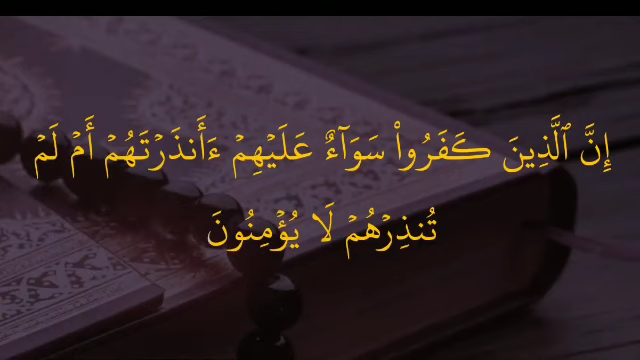 إِنَّ ٱلَّذِينَ كَفَرُوا۟ سَوَآءٌ عَلَيۡهِمۡ ءَأَنذَرۡتَهُمۡ أَمۡ لَمۡ
تُنذِرۡهُمۡ لَا يُؤۡمِنُونَ